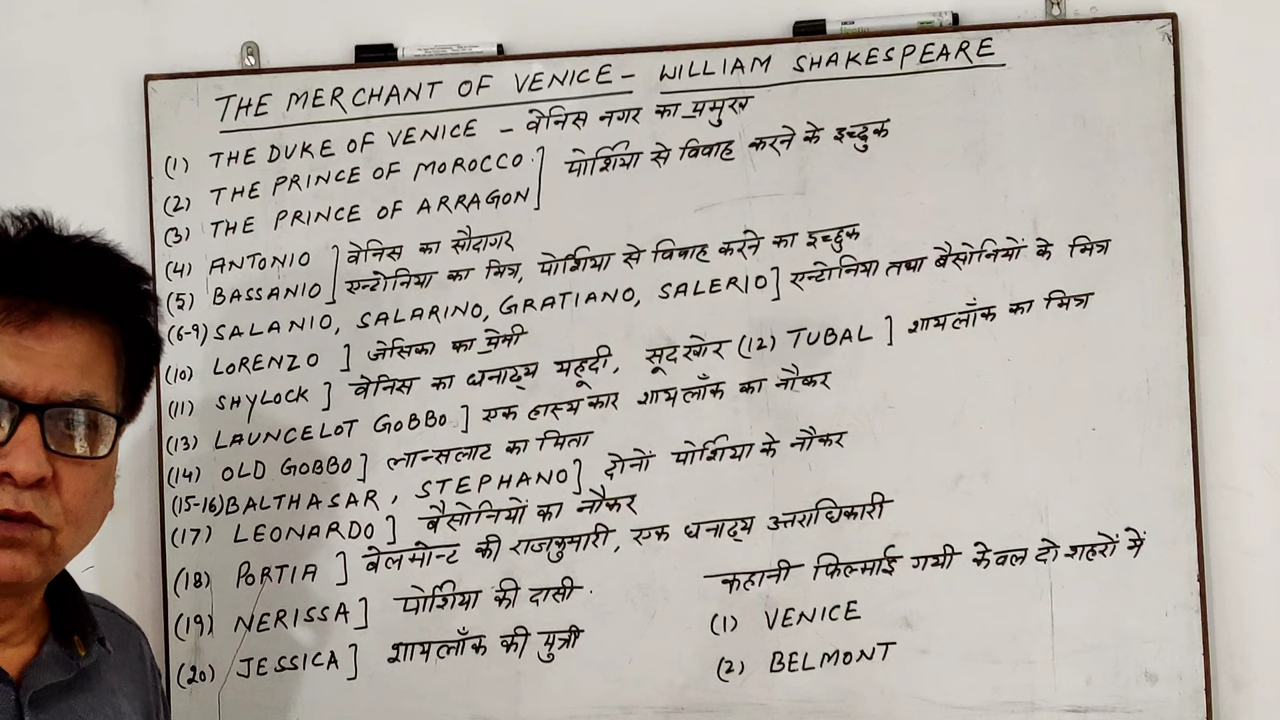 THE MERCHANT OF VENICE - WILLIAM SHAKESPEARE
(1) THE DUKE OF VENICE - वेनिस नगर का प्रमुख
(2) THE PRINCE OF MOROCCO ] पोर्शिया से विवाह करने के इच्छुक
(3) THE PRINCE OF ARRAGON ]
(4) ANTONIO ] वेनिस का सौदागर
(5) BASSANIO ] एन्टोनिया का मित्र, पोर्शिया से विवाह करने का इच्छुक
(6-9) SALANIO, SALARINO, GRATIANO, SALERIO ] एन्टोनिया तथा बैसोनियों के मित्र
(10) LORENZO ] जेसिका का प्रेमी
(11) SHYLOCK ] वेनिस का धनाढ्य यहूदी, सूदखोर (12) TUBAL ] शायलॉक का मित्र
(13) LAUNCELOT GOBBO ] एक हास्यकार शायलॉक का नौकर
(14) OLD GOBBO ] लान्सलाट का पिता
(15-16) BALTHASAR, STEPHANO ] दोनों पोर्शिया के नौकर
(17) LEONARDO ] बैसोनियों का नौकर
(18) PORTIA ] बेलमोन्ट की राजकुमारी, एक धनाढ्य उत्तराधिकारी
(19) NERISSA ] पोर्शिया की दासी.
(20) JESSICA ] शायलॉक की पुत्री
कहानी फिल्माई गयी केवल दो शहरों में
(1) VENICE
(2) BELMONT